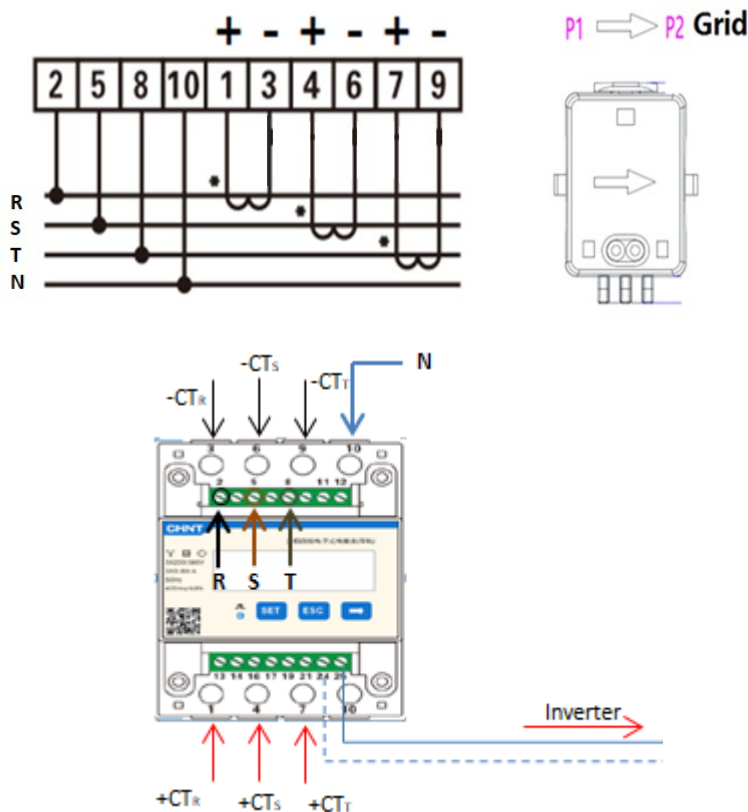 + - + - + -
P1 P2 Grid
2 5 8 10 1 3 4 6 7 9
R
S
T
N
-CTS
N
-CTR
-CTT
3 6 9 10
2 5 8 11 12
CHNT
R S T
SET ESC
13 14 16 17 19 21 24 25
1 4 7 10
Inverter
+CTR +CTS +CTT